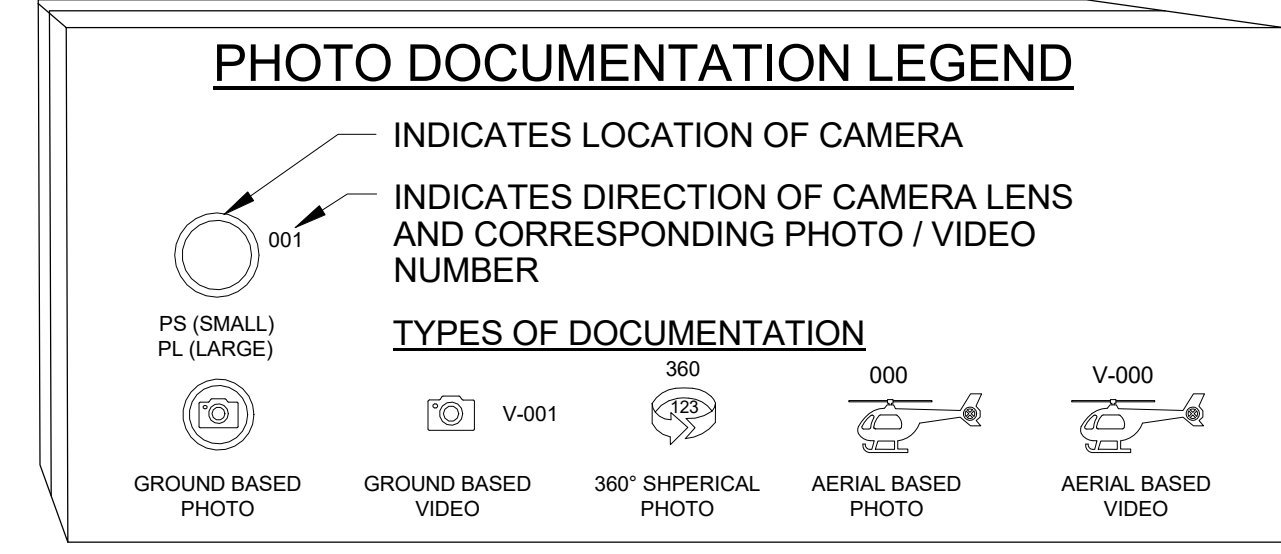 PHOTO DOCUMENTATION LEGEND
INDICATES LOCATION OF CAMERA
INDICATES DIRECTION OF CAMERA LENS
AND CORRESPONDING PHOTO / VIDEO
NUMBER
001
PS (SMALL)
PL (LARGE)
TYPES OF DOCUMENTATION
GROUND BASED
PHOTO
V-001
GROUND BASED
VIDEO
360
123
360° SHPERICAL
PHOTO
000
AERIAL BASED
PHOTO
V-000
AERIAL BASED
VIDEO